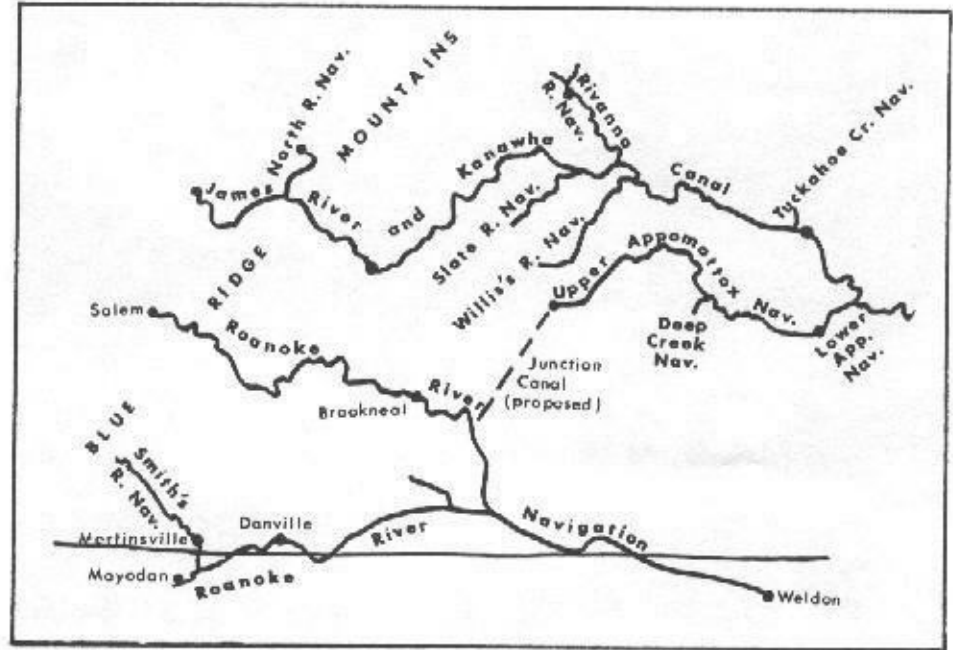 North R. Nav.
MOUNTAINS
Rivanna
R. Nav.
Tuckahoe Cr. Nav.
James River and Kanawha Canal
Slate R. Nav.
Willis's R. Nav.
Upper Appomattox Nav.
Deep
Creek
Nav.
Lower
App.
Nav.
BLUE RIDGE
Salem
Roanoke River
Brookneal
Junction
Canal
(proposed)
Smith's
R. Nav.
Danville
Mertinsville
Mayodan
Roanoke River Navigation
Weldon